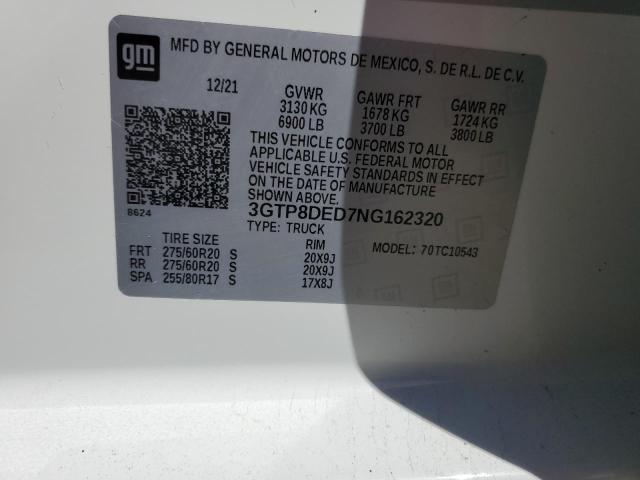 gm
MFD BY GENERAL MOTORS DE MEXICO, S. DE R.L. DE C.V.
12/21 GVWR GAWR FRT GAWR RR
3130 KG 1678 KG 1724 KG
6900 LB 3700 LB 3800 LB
THIS VEHICLE CONFORMS TO ALL
APPLICABLE U.S. FEDERAL MOTOR
VEHICLE SAFETY STANDARDS IN EFFECT
ON THE DATE OF MANUFACTURE
SHOWN ABOVE
8624
3GTP8DED7NG162320
TYPE: TRUCK MODEL: 70TC10543
TIRE SIZE RIM
FRT 275/60R20 S 20X9J
RR 275/60R20 S 20X9J
SPA 255/80R17 S 17X8J